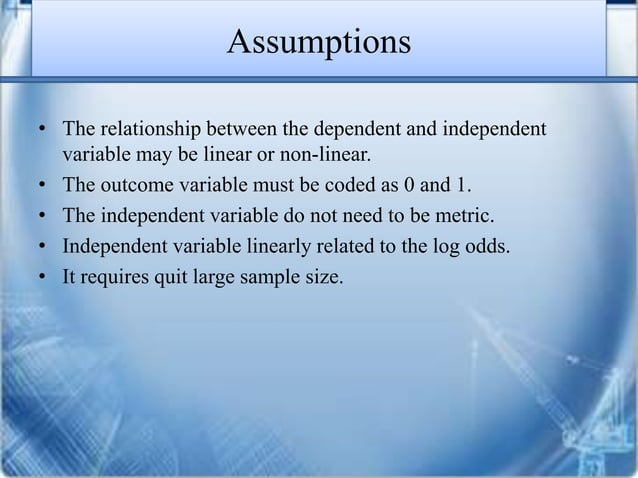 Assumptions
• The relationship between the dependent and independent
variable may be linear or non-linear.
• The outcome variable must be coded as 0 and 1.
• The independent variable do not need to be metric.
• Independent variable linearly related to the log odds.
• It requires quit large sample size.